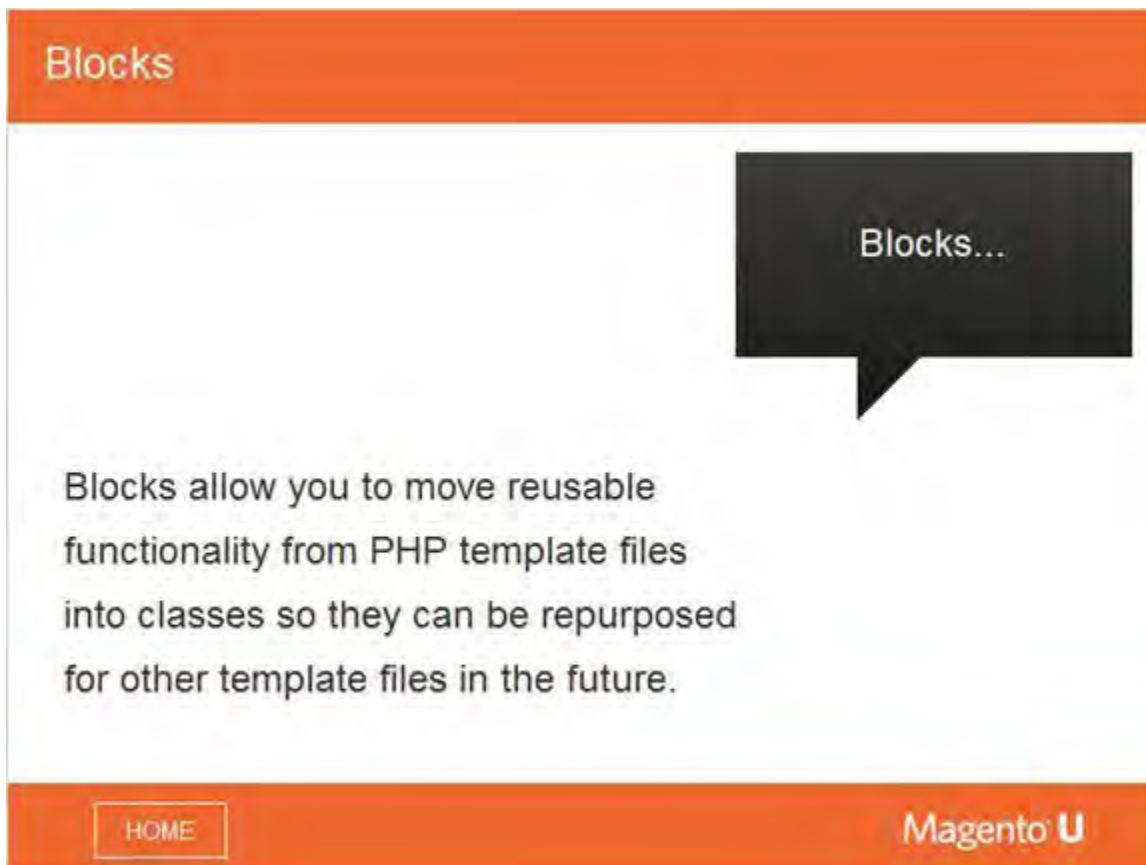 Blocks
Blocks...
Blocks allow you to move reusable
functionality from PHP template files
into classes so they can be repurposed
for other template files in the future.
HOME
Magento U